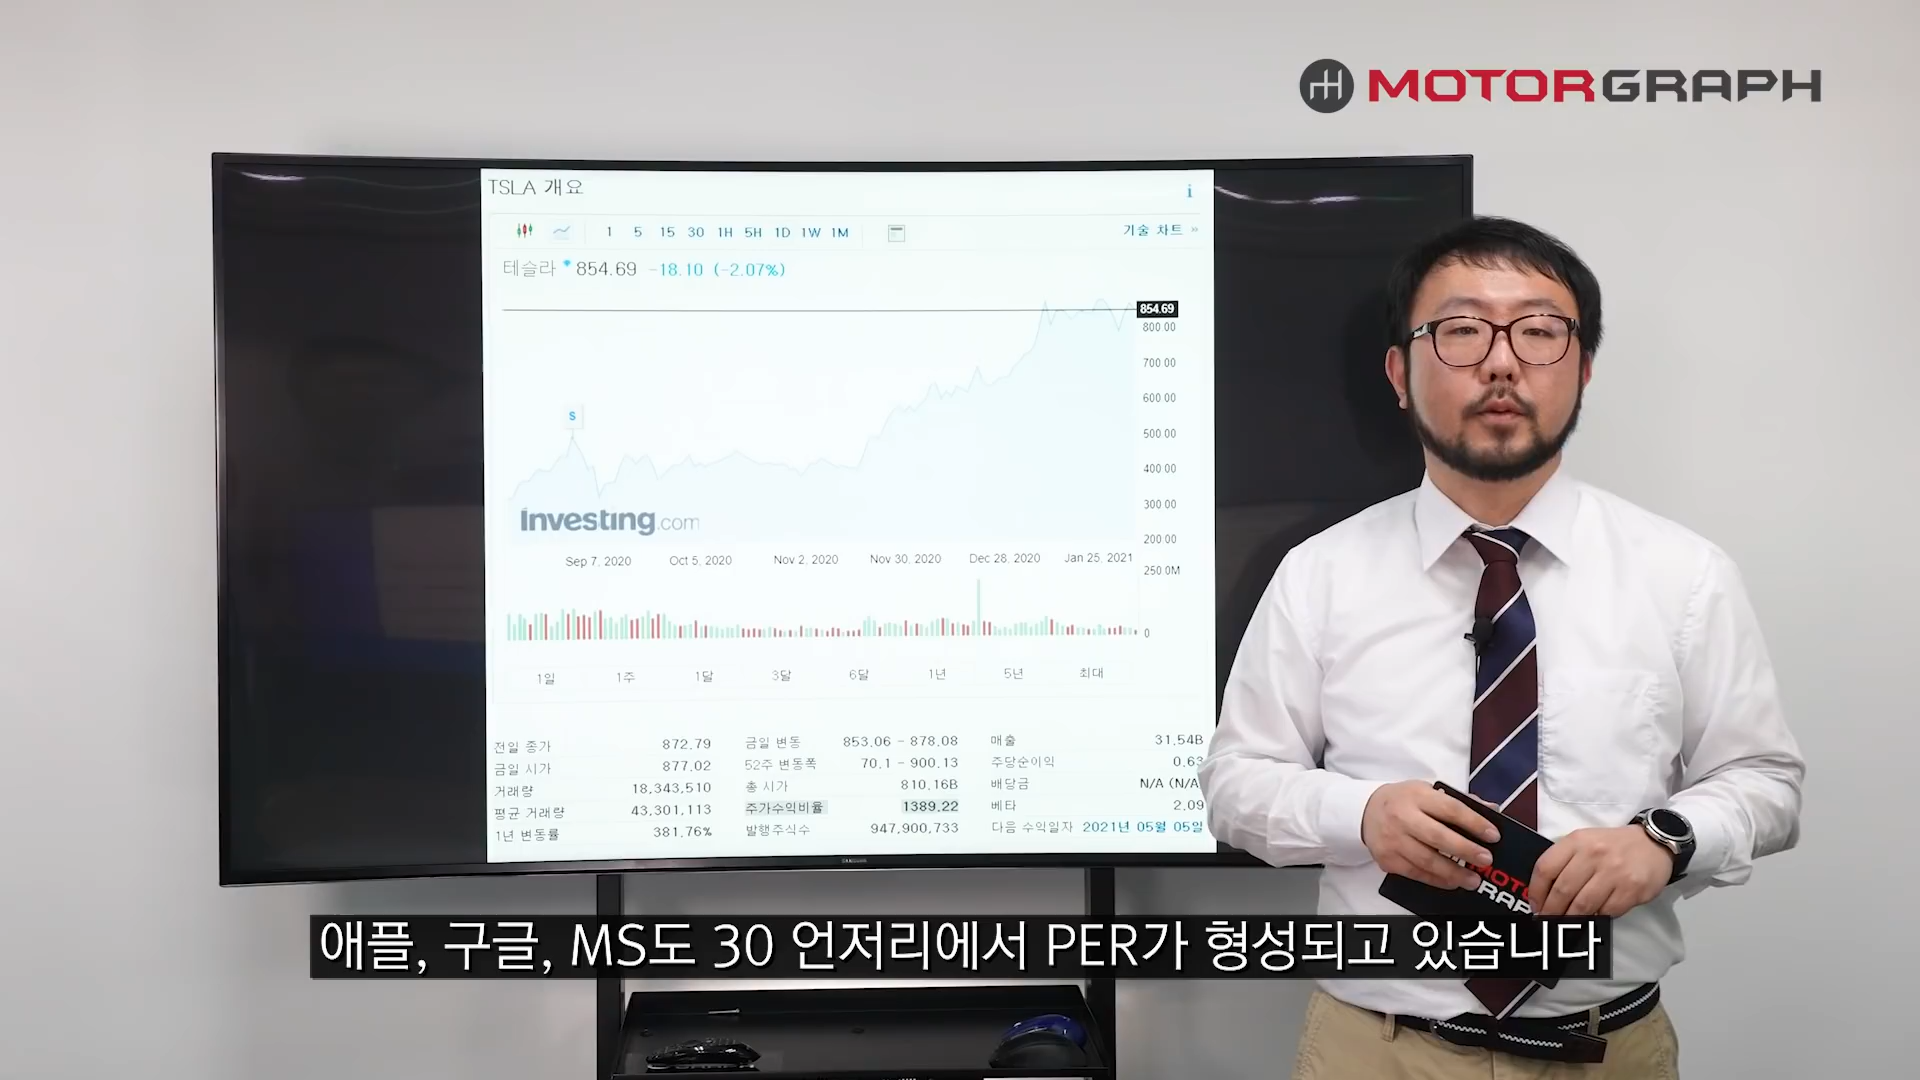 MOTORGRAPH
TSLA 개요
i
1 5 15 30 1H 5H 1D 1W 1M
기술 차트 »
테슬라 854.69 -18.10 (-2.07%)
854.69
800.00
700.00
600.00
S
500.00
400.00
300.00
Investing.com
200.00
Sep 7, 2020 Oct 5, 2020 Nov 2, 2020 Nov 30, 2020 Dec 28, 2020 Jan 25, 2021
250.0M
0
1일 1주 1달 3달 6달 1년 5년 최대
전일 종가 872.79 금일 변동 853.06 - 878.08 매출 31.54B
금일 시가 877.02 52주 변동폭 70.1 - 900.13 주당순이익 0.63
거래량 18,343,510 총 시가 810.16B 배당금 N/A (N/A
평균 거래량 43,301,113 주가수익비율 1389.22 베타 2.09
1년 변동률 381.76% 발행주식수 947,900,733 다음 수익일자 2021년 05월 05일
SAMSUNG
애플, 구글, MS도 30 언저리에서 PER가 형성되고 있습니다